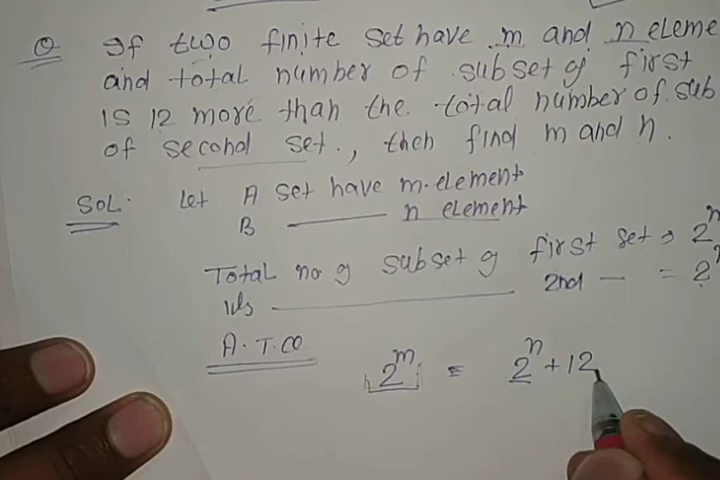 Q If two finite set have m and n eleme
and total number of subset of first
is 12 more than the total number of sub
of second set., then find m and n.
Sol. Let A set have m.element
B —— n element
Total no of subset of first set = 2^m
—— 2nd — = 2^n
A.T.Q
2^m = 2^n + 12